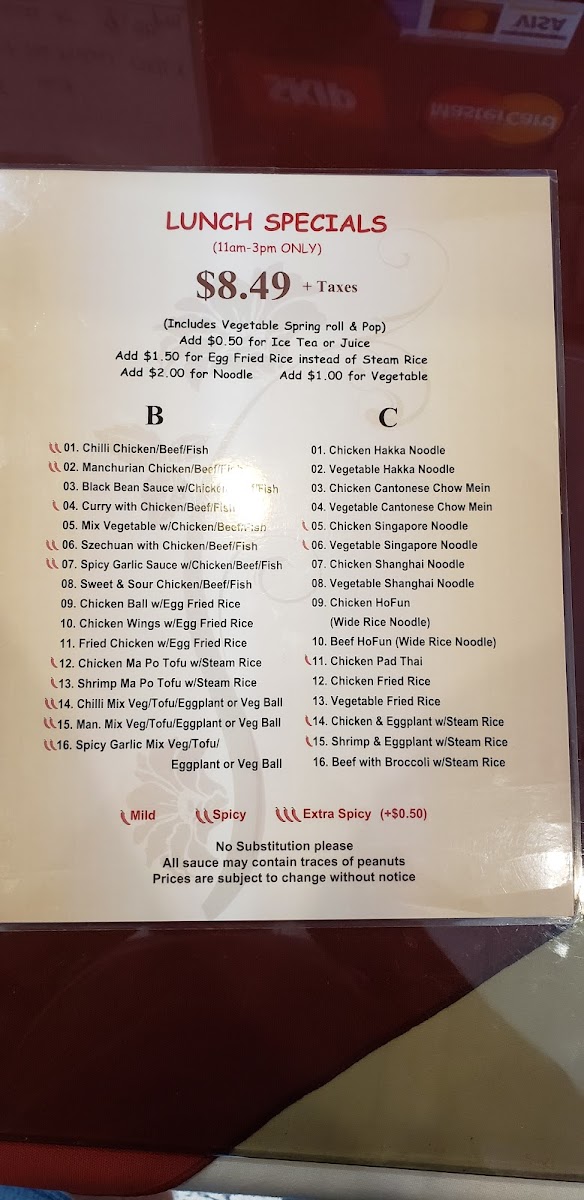 VISA
SKIP
MasterCard
LUNCH SPECIALS
(11am-3pm ONLY)
$8.49 + Taxes
(Includes Vegetable Spring roll & Pop)
Add $0.50 for Ice Tea or Juice
Add $1.50 for Egg Fried Rice instead of Steam Rice
Add $2.00 for Noodle Add $1.00 for Vegetable
B
01. Chilli Chicken/Beef/Fish
02. Manchurian Chicken/Beef/Fish
03. Black Bean Sauce w/Chicken/Beef/Fish
04. Curry with Chicken/Beef/Fish
05. Mix Vegetable w/Chicken/Beef/Fish
06. Szechuan with Chicken/Beef/Fish
07. Spicy Garlic Sauce w/Chicken/Beef/Fish
08. Sweet & Sour Chicken/Beef/Fish
09. Chicken Ball w/Egg Fried Rice
10. Chicken Wings w/Egg Fried Rice
11. Fried Chicken w/Egg Fried Rice
12. Chicken Ma Po Tofu w/Steam Rice
13. Shrimp Ma Po Tofu w/Steam Rice
14. Chilli Mix Veg/Tofu/Eggplant or Veg Ball
15. Man. Mix Veg/Tofu/Eggplant or Veg Ball
16. Spicy Garlic Mix Veg/Tofu/
Eggplant or Veg Ball
C
01. Chicken Hakka Noodle
02. Vegetable Hakka Noodle
03. Chicken Cantonese Chow Mein
04. Vegetable Cantonese Chow Mein
05. Chicken Singapore Noodle
06. Vegetable Singapore Noodle
07. Chicken Shanghai Noodle
08. Vegetable Shanghai Noodle
09. Chicken HoFun
(Wide Rice Noodle)
10. Beef HoFun (Wide Rice Noodle)
11. Chicken Pad Thai
12. Chicken Fried Rice
13. Vegetable Fried Rice
14. Chicken & Eggplant w/Steam Rice
15. Shrimp & Eggplant w/Steam Rice
16. Beef with Broccoli w/Steam Rice
Mild Spicy Extra Spicy (+$0.50)
No Substitution please
All sauce may contain traces of peanuts
Prices are subject to change without notice